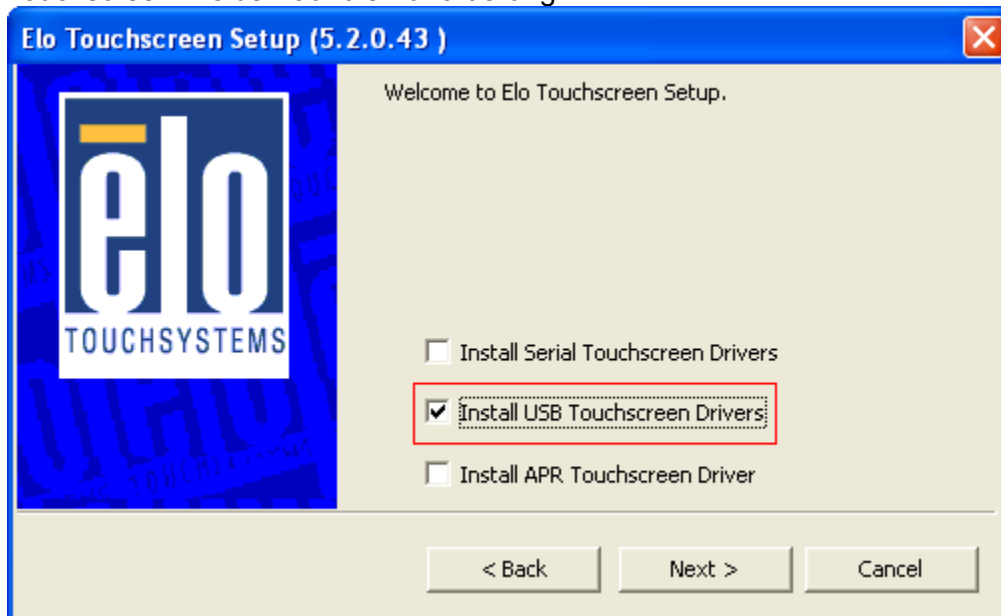 Elo Touchscreen Setup (5.2.0.43 )
Welcome to Elo Touchscreen Setup.
elo
TOUCHSYSTEMS
Install Serial Touchscreen Drivers
Install USB Touchscreen Drivers
Install APR Touchscreen Driver
< Back
Next >
Cancel